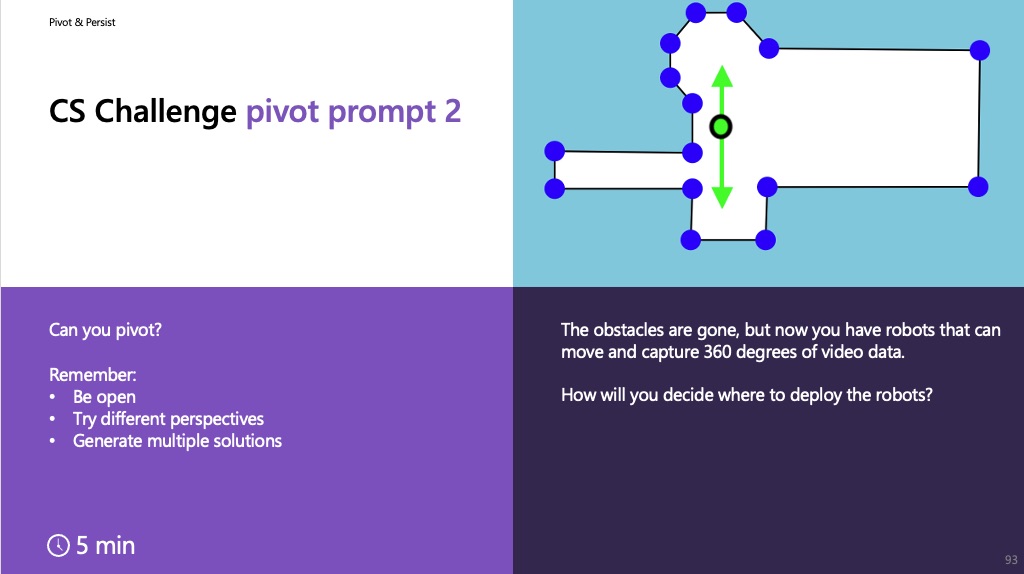 Pivot & Persist
CS Challenge pivot prompt 2
Can you pivot?
Remember:
• Be open
• Try different perspectives
• Generate multiple solutions
5 min
The obstacles are gone, but now you have robots that can
move and capture 360 degrees of video data.
How will you decide where to deploy the robots?
93